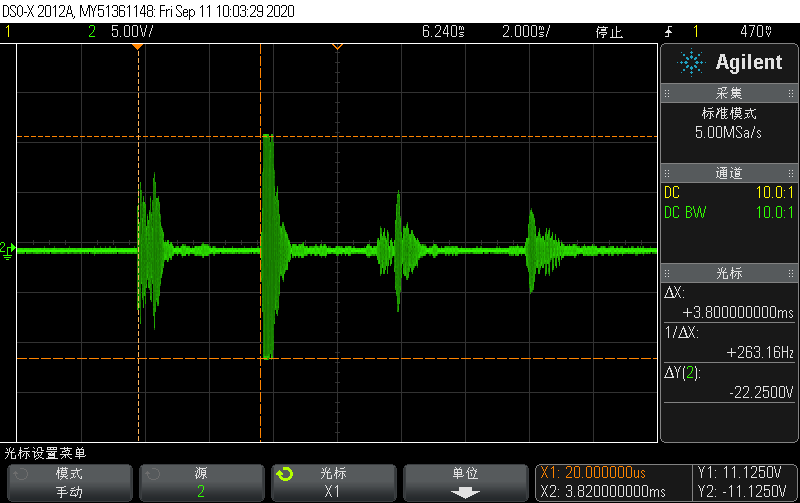 DSO-X 2012A, MY51361148: Fri Sep 11 10:03:29 2020
1 2 5.00V/ 6.240ms 2.000ms/ 停止 1 470mV
Agilent
采集
标准模式
5.00MSa/s
通道
DC 10.0:1
DC BW 10.0:1
光标
ΔX:
+3.800000000ms
1/ΔX:
+263.16Hz
ΔY(2):
-22.2500V
2
光标设置菜单
模式
手动
源
2
光标
X1
单位
X1: 20.000000us
X2: 3.820000000ms
Y1: 11.1250V
Y2: -11.1250V